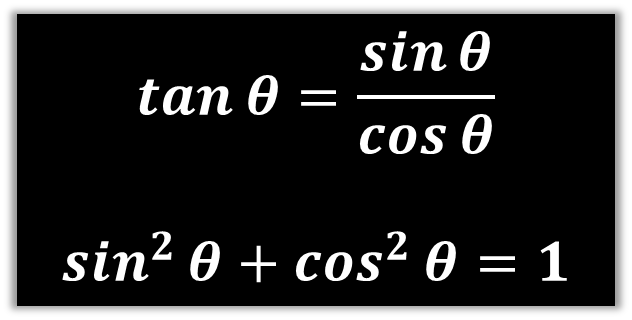 tan θ = sin θ / cos θ
sin² θ + cos² θ = 1